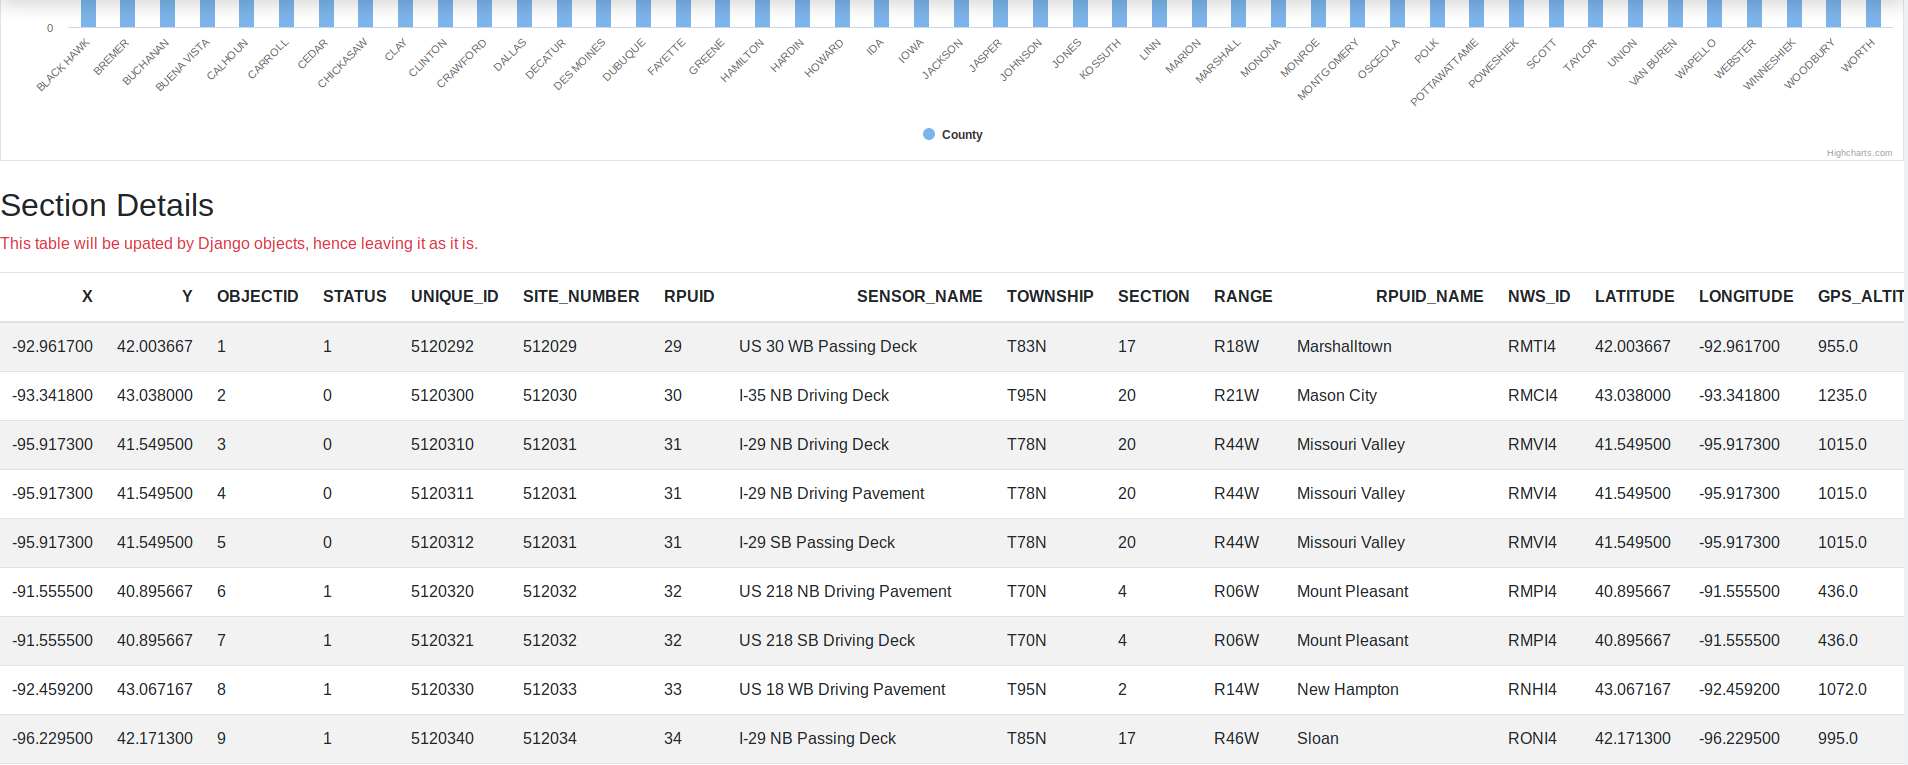 0
BLACK HAWK BREMER BUCHANAN BUENA VISTA CALHOUN CARROLL CEDAR CHICKASAW CLAY CLINTON CRAWFORD DALLAS DECATUR DES MOINES DUBUQUE FAYETTE GREENE HAMILTON HARDIN HOWARD IDA IOWA JACKSON JASPER JOHNSON JONES KOSSUTH LINN MARION MARSHALL MONONA MONROE MONTGOMERY OSCEOLA POLK POTTAWATTAMIE POWESHIEK SCOTT TAYLOR UNION VAN BUREN WAPELLO WEBSTER WINNESHIEK WOODBURY WORTH
County
Highcharts.com
Section Details
This table will be upated by Django objects, hence leaving it as it is.
X Y OBJECTID STATUS UNIQUE_ID SITE_NUMBER RPUID SENSOR_NAME TOWNSHIP SECTION RANGE RPUID_NAME NWS_ID LATITUDE LONGITUDE GPS_ALTIT
-92.961700 42.003667 1 1 5120292 512029 29 US 30 WB Passing Deck T83N 17 R18W Marshalltown RMTI4 42.003667 -92.961700 955.0
-93.341800 43.038000 2 0 5120300 512030 30 I-35 NB Driving Deck T95N 20 R21W Mason City RMCI4 43.038000 -93.341800 1235.0
-95.917300 41.549500 3 0 5120310 512031 31 I-29 NB Driving Deck T78N 20 R44W Missouri Valley RMVI4 41.549500 -95.917300 1015.0
-95.917300 41.549500 4 0 5120311 512031 31 I-29 NB Driving Pavement T78N 20 R44W Missouri Valley RMVI4 41.549500 -95.917300 1015.0
-95.917300 41.549500 5 0 5120312 512031 31 I-29 SB Passing Deck T78N 20 R44W Missouri Valley RMVI4 41.549500 -95.917300 1015.0
-91.555500 40.895667 6 1 5120320 512032 32 US 218 NB Driving Pavement T70N 4 R06W Mount Pleasant RMPI4 40.895667 -91.555500 436.0
-91.555500 40.895667 7 1 5120321 512032 32 US 218 SB Driving Deck T70N 4 R06W Mount Pleasant RMPI4 40.895667 -91.555500 436.0
-92.459200 43.067167 8 1 5120330 512033 33 US 18 WB Driving Pavement T95N 2 R14W New Hampton RNHI4 43.067167 -92.459200 1072.0
-96.229500 42.171300 9 1 5120340 512034 34 I-29 NB Passing Deck T85N 17 R46W Sloan RONI4 42.171300 -96.229500 995.0